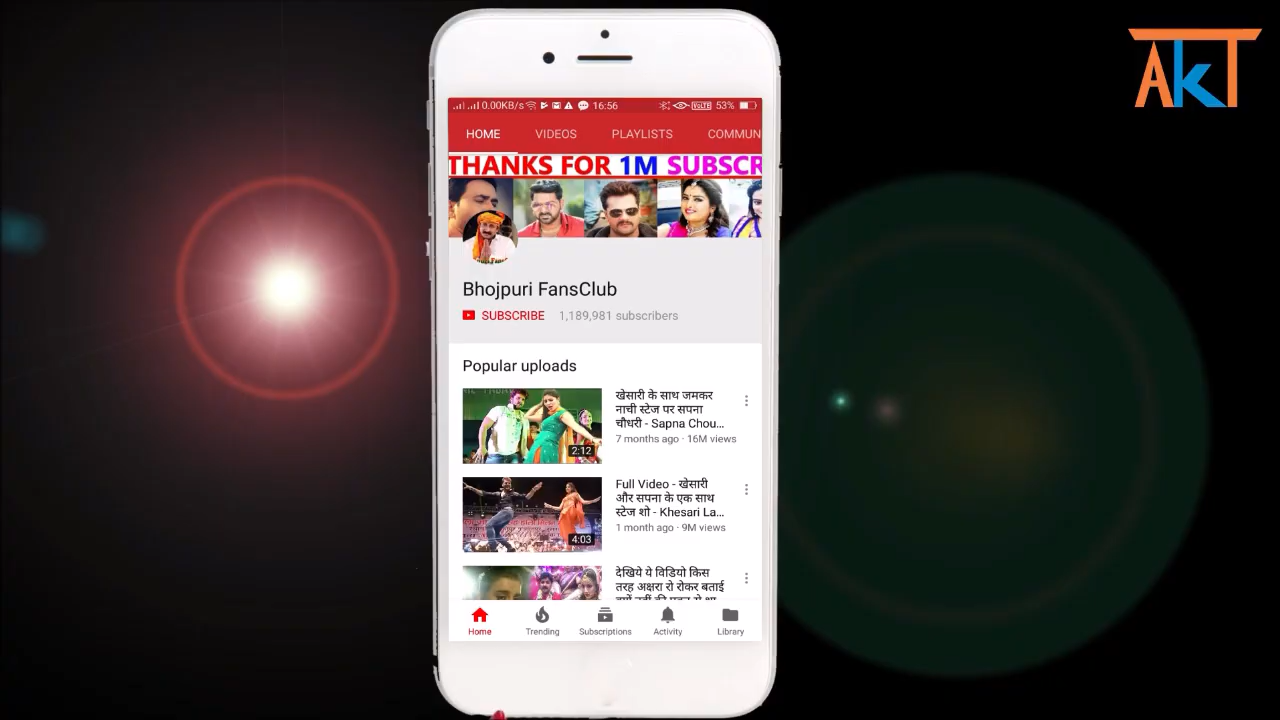 AKT
0.00KB/s 16:56 VoLTE 53%
HOME VIDEOS PLAYLISTS COMMUN
THANKS FOR 1M SUBSCR
Bhojpuri FansClub
SUBSCRIBE 1,189,981 subscribers
Popular uploads
खेसारी के साथ जमकर
नाची स्टेज पर सपना
चौधरी - Sapna Chou...
7 months ago · 16M views
2:12
Full Video - खेसारी
और सपना के एक साथ
स्टेज शो - Khesari La...
1 month ago · 9M views
4:03
देखिये ये विडियो किस
तरह अक्षरा रो रोकर बताई
Home Trending Subscriptions Activity Library